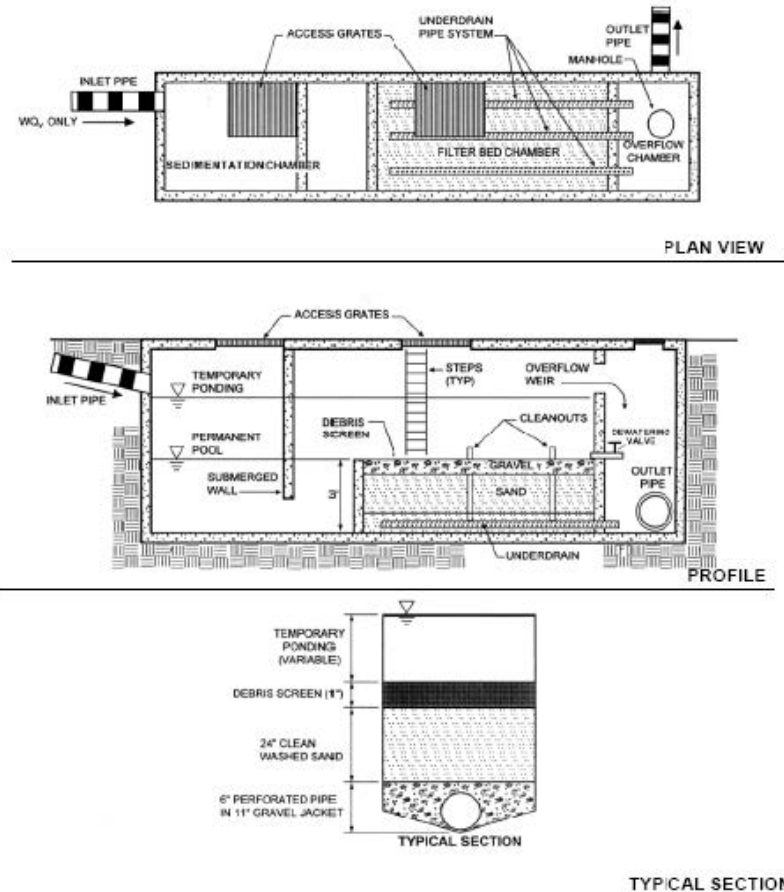 UNDERDRAIN
PIPE SYSTEM
ACCESS GRATES
OUTLET
PIPE
MANHOLE
INLET PIPE
WQv ONLY
SEDIMENTATION CHAMBER
FILTER BED CHAMBER
OVERFLOW
CHAMBER
PLAN VIEW
ACCESS GRATES
TEMPORARY
PONDING
STEPS
(TYP)
OVERFLOW
WEIR
INLET PIPE
CLEANOUTS
DEBRIS
SCREEN
PERMANENT
POOL
DEWATERING
VALVE
GRAVEL
SUBMERGED
WALL
SAND
OUTLET
PIPE
3'
UNDERDRAIN
PROFILE
TEMPORARY
PONDING
(VARIABLE)
DEBRIS SCREEN (1")
24" CLEAN
WASHED SAND
6" PERFORATED PIPE
IN 11" GRAVEL JACKET
TYPICAL SECTION
TYPICAL SECTION